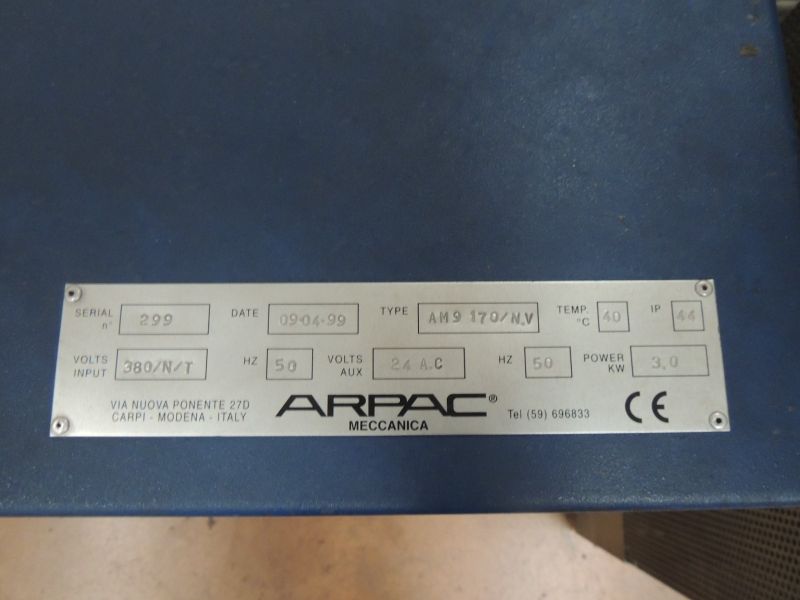 SERIAL n° 299 DATE 09-04-99 TYPE AM9 170/N.V TEMP. °C 40 IP 44
VOLTS INPUT 380/N/T HZ 50 VOLTS AUX 24 A.C HZ 50 POWER KW 3.0
VIA NUOVA PONENTE 27D
CARPI - MODENA - ITALY
ARPAC®
MECCANICA
Tel (59) 696833
CE